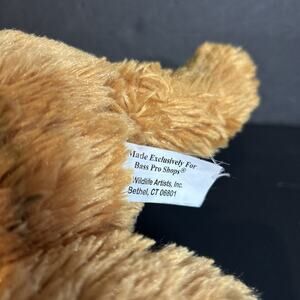 Made Exclusively For
Bass Pro Shops®
Wildlife Artists, Inc.
Bethel, CT 06801